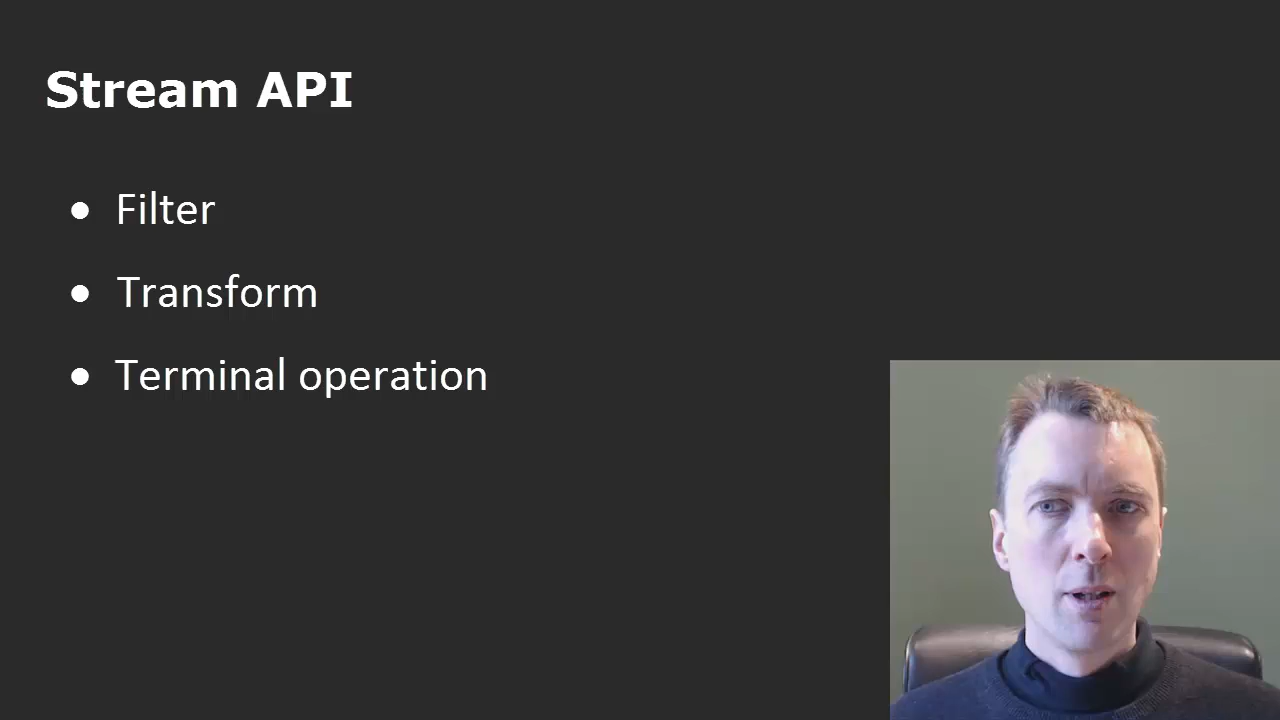 Stream API
Filter
Transform
Terminal operation